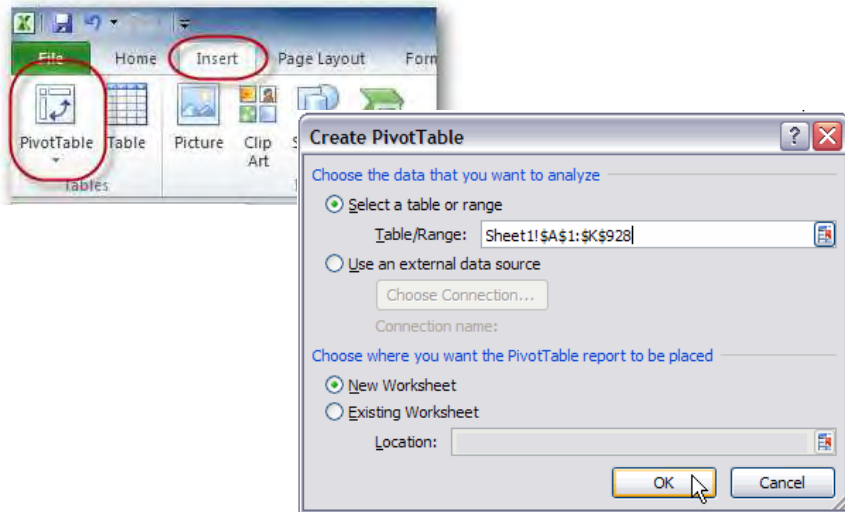 File Home Insert Page Layout Form
PivotTable Table Picture Clip Art S
Tables
Create PivotTable
Choose the data that you want to analyze
Select a table or range
Table/Range: Sheet1!$A$1:$K$928
Use an external data source
Choose Connection...
Connection name:
Choose where you want the PivotTable report to be placed
New Worksheet
Existing Worksheet
Location:
OK Cancel